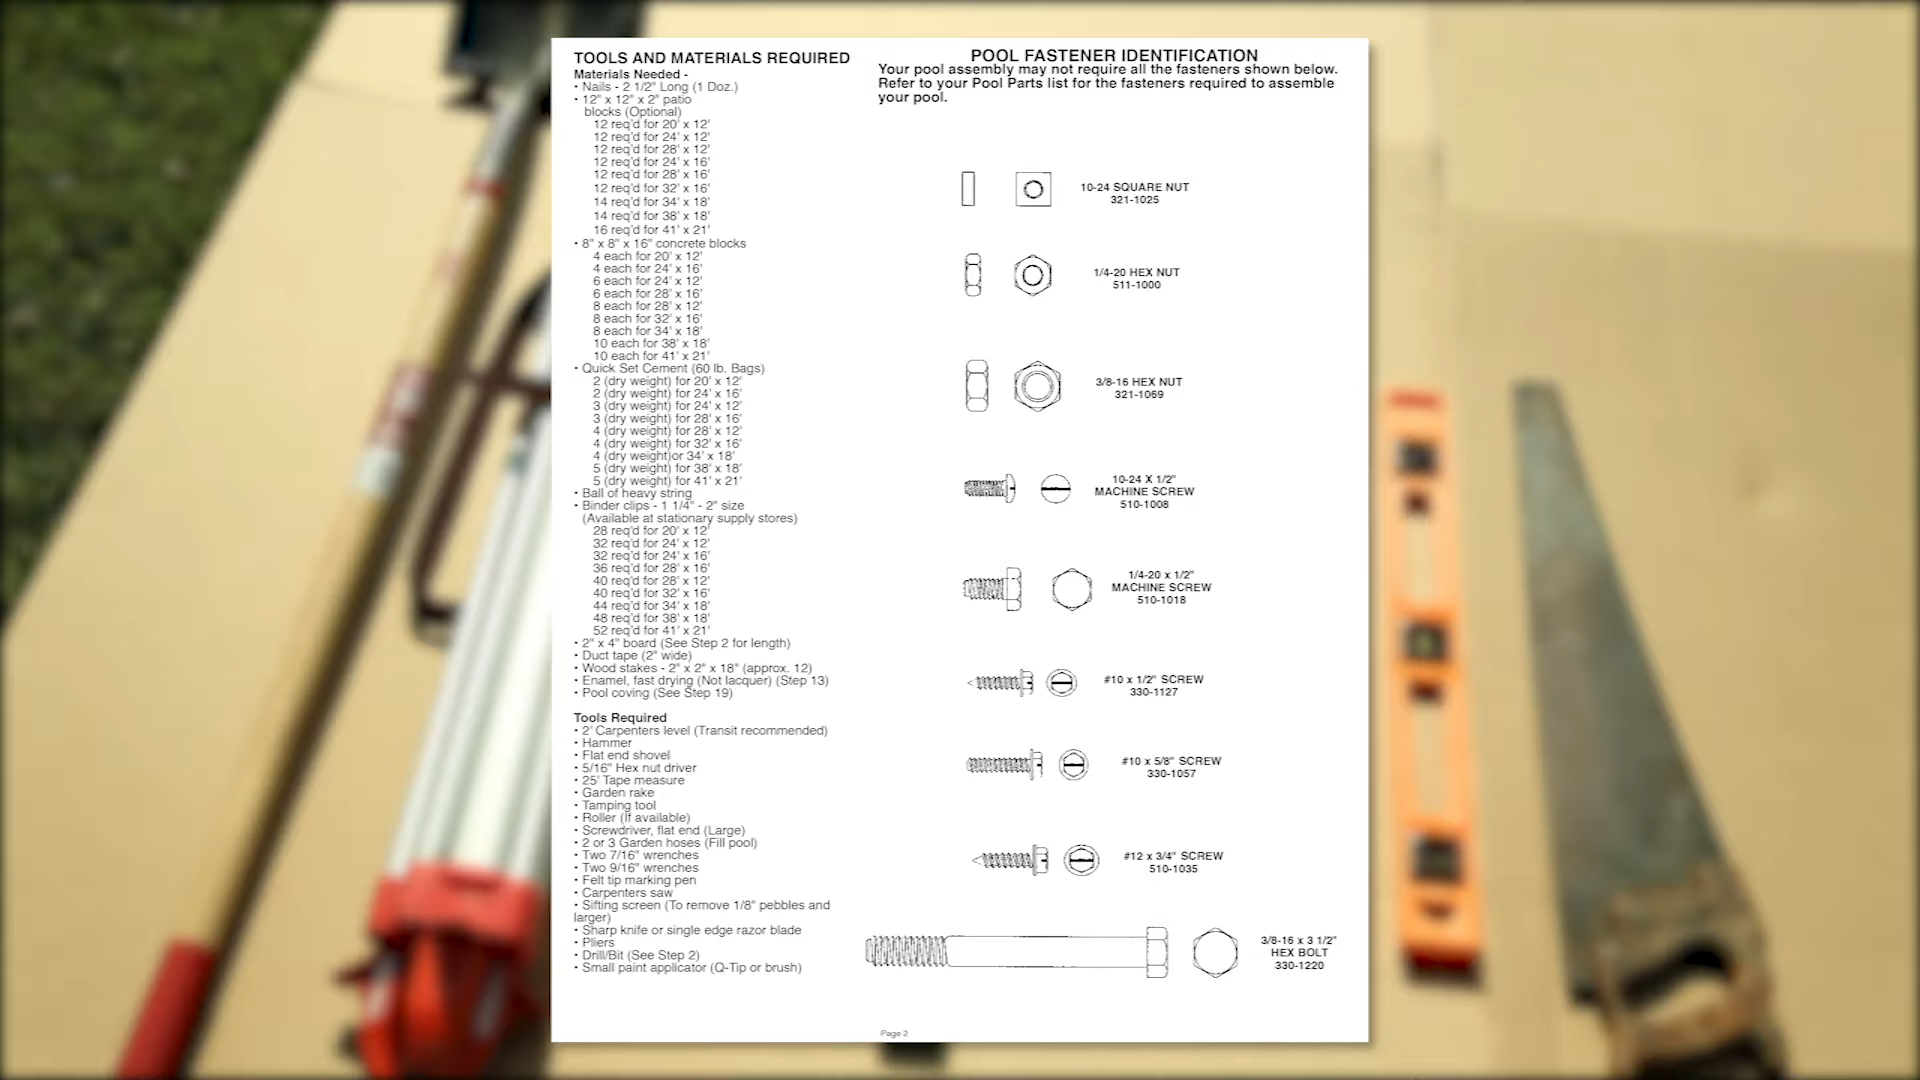 TOOLS AND MATERIALS REQUIRED
Materials Needed -
• Nails - 2 1/2" Long (1 Doz.)
• 12" x 12" x 2" patio
blocks (Optional)
12 req'd for 20' x 12'
12 req'd for 24' x 12'
12 req'd for 28' x 12'
12 req'd for 24' x 16'
12 req'd for 28' x 16'
12 req'd for 32' x 16'
14 req'd for 34' x 18'
14 req'd for 38' x 18'
16 req'd for 41' x 21'
• 8" x 8" x 16" concrete blocks
4 each for 20' x 12'
4 each for 24' x 16'
6 each for 24' x 12'
6 each for 28' x 16'
8 each for 28' x 12'
8 each for 32' x 16'
8 each for 34' x 18'
10 each for 38' x 18'
10 each for 41' x 21'
• Quick Set Cement (60 lb. Bags)
2 (dry weight) for 20' x 12'
2 (dry weight) for 24' x 16'
3 (dry weight) for 24' x 12'
3 (dry weight) for 28' x 16'
4 (dry weight) for 28' x 12'
4 (dry weight) for 32' x 16'
4 (dry weight)or 34' x 18'
5 (dry weight) for 38' x 18'
5 (dry weight) for 41' x 21'
• Ball of heavy string
• Binder clips - 1 1/4" - 2" size
(Available at stationary supply stores)
28 req'd for 20' x 12'
32 req'd for 24' x 12'
32 req'd for 24' x 16'
36 req'd for 28' x 16'
40 req'd for 28' x 12'
40 req'd for 32' x 16'
44 req'd for 34' x 18'
48 req'd for 38' x 18'
52 req'd for 41' x 21'
• 2" x 4" board (See Step 2 for length)
• Duct tape (2" wide)
• Wood stakes - 2" x 2" x 18" (approx. 12)
• Enamel, fast drying (Not lacquer) (Step 13)
• Pool coving (See Step 19)
Tools Required
• 2' Carpenters level (Transit recommended)
• Hammer
• Flat end shovel
• 5/16" Hex nut driver
• 25' Tape measure
• Garden rake
• Tamping tool
• Roller (If available)
• Screwdriver, flat end (Large)
• 2 or 3 Garden hoses (Fill pool)
• Two 7/16" wrenches
• Two 9/16" wrenches
• Felt tip marking pen
• Carpenters saw
• Sifting screen (To remove 1/8" pebbles and
larger)
• Sharp knife or single edge razor blade
• Pliers
• Drill/Bit (See Step 2)
• Small paint applicator (Q-Tip or brush)
POOL FASTENER IDENTIFICATION
Your pool assembly may not require all the fasteners shown below.
Refer to your Pool Parts list for the fasteners required to assemble
your pool.
10-24 SQUARE NUT
321-1025
1/4-20 HEX NUT
511-1000
3/8-16 HEX NUT
321-1069
10-24 X 1/2"
MACHINE SCREW
510-1008
1/4-20 x 1/2"
MACHINE SCREW
510-1018
#10 x 1/2" SCREW
330-1127
#10 x 5/8" SCREW
330-1057
#12 x 3/4" SCREW
510-1035
3/8-16 x 3 1/2"
HEX BOLT
330-1220
Page 2